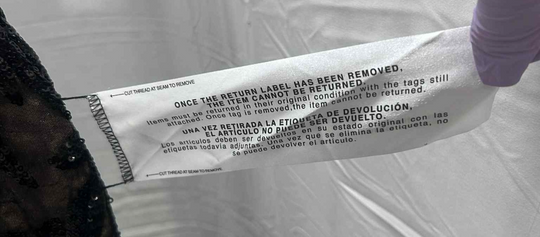 CUT THREAD AT SEAM TO REMOVE
ONCE THE RETURN LABEL HAS BEEN REMOVED,
THE ITEM CANNOT BE RETURNED.
Items must be returned in their original condition with the tags still
attached. Once tag is removed,the item cannot be returned.
UNA VEZ RETIRADA LA ETIQUETA DE DEVOLUCIÓN,
EL ARTÍCULO NO PUEDE SER DEVUELTO.
Los artículos deben ser devueltos en su estado original con las
etiquetas todavía adjuntas. Una vez que se elimina la etiqueta, no
se puede devolver el artículo.
CUT THREAD AT SEAM TO REMOVE